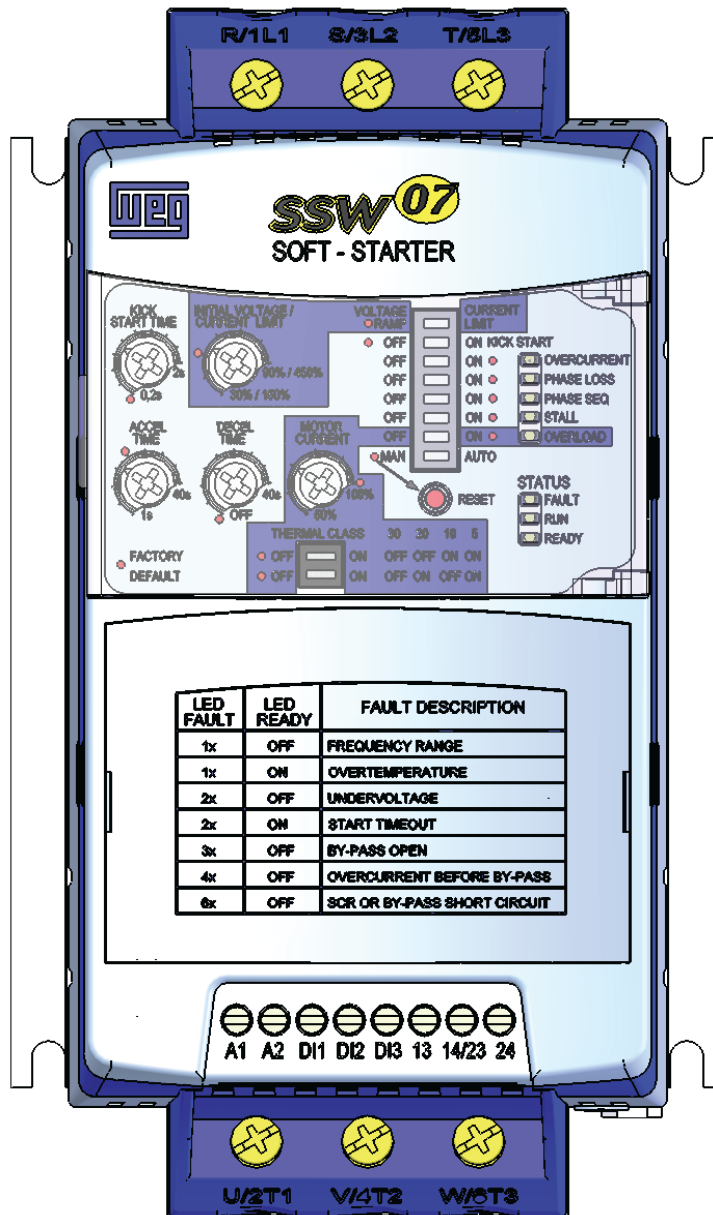 R/1L1 S/3L2 T/5L3
WEG
SSW 07
SOFT - STARTER
KICK START TIME
2s
0,2s
INITIAL VOLTAGE / CURRENT LIMIT
90% / 450%
30% / 150%
VOLTAGE RAMP
CURRENT LIMIT
OFF ON KICK START
OFF ON OVERCURRENT
OFF ON PHASE LOSS
OFF ON PHASE SEQ
OFF ON STALL
OFF ON OVERLOAD
MAN AUTO
RESET
ACCEL TIME
40s
1s
DECEL TIME
40s
OFF
MOTOR CURRENT
100%
50%
STATUS
FAULT
RUN
READY
THERMAL CLASS 30 20 10 5
OFF ON OFF OFF ON ON
OFF ON OFF ON OFF ON
FACTORY DEFAULT
LED FAULT LED READY FAULT DESCRIPTION
1x OFF FREQUENCY RANGE
1x ON OVERTEMPERATURE
2x OFF UNDERVOLTAGE
2x ON START TIMEOUT
3x OFF BY-PASS OPEN
4x OFF OVERCURRENT BEFORE BY-PASS
6x OFF SCR OR BY-PASS SHORT CIRCUIT
A1 A2 DI1 DI2 DI3 13 14/23 24
U/2T1 V/4T2 W/6T3